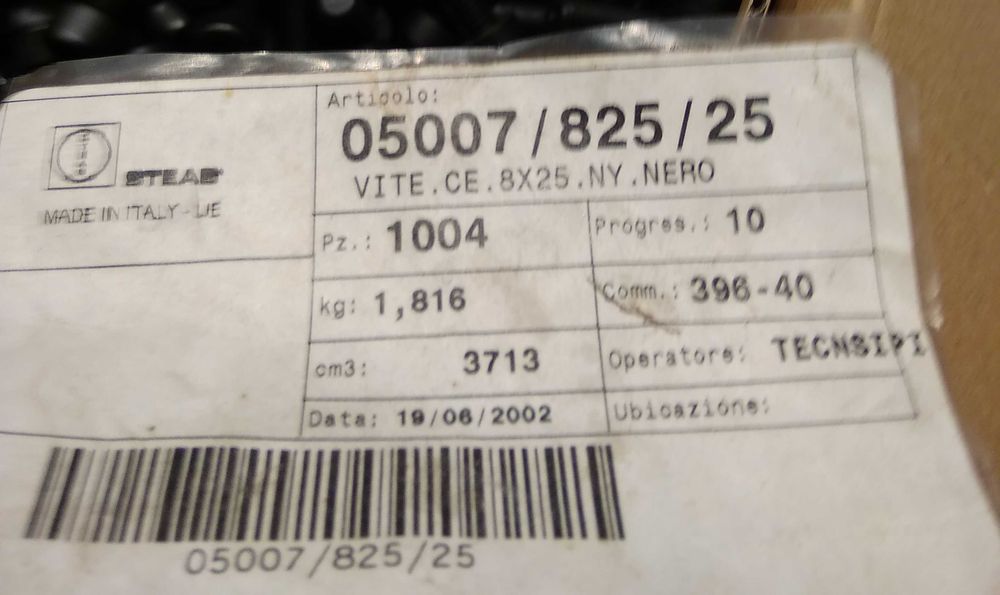 STEAB
MADE IN ITALY - UE
Articolo:
05007/825/25
VITE.CE.8X25.NY.NERO
Pz.: 1004
Progres.: 10
kg: 1,816
Comm.: 396-40
cm3: 3713
Operatore: TECNSIPI
Data: 19/06/2002
Ubicazione:
05007/825/25